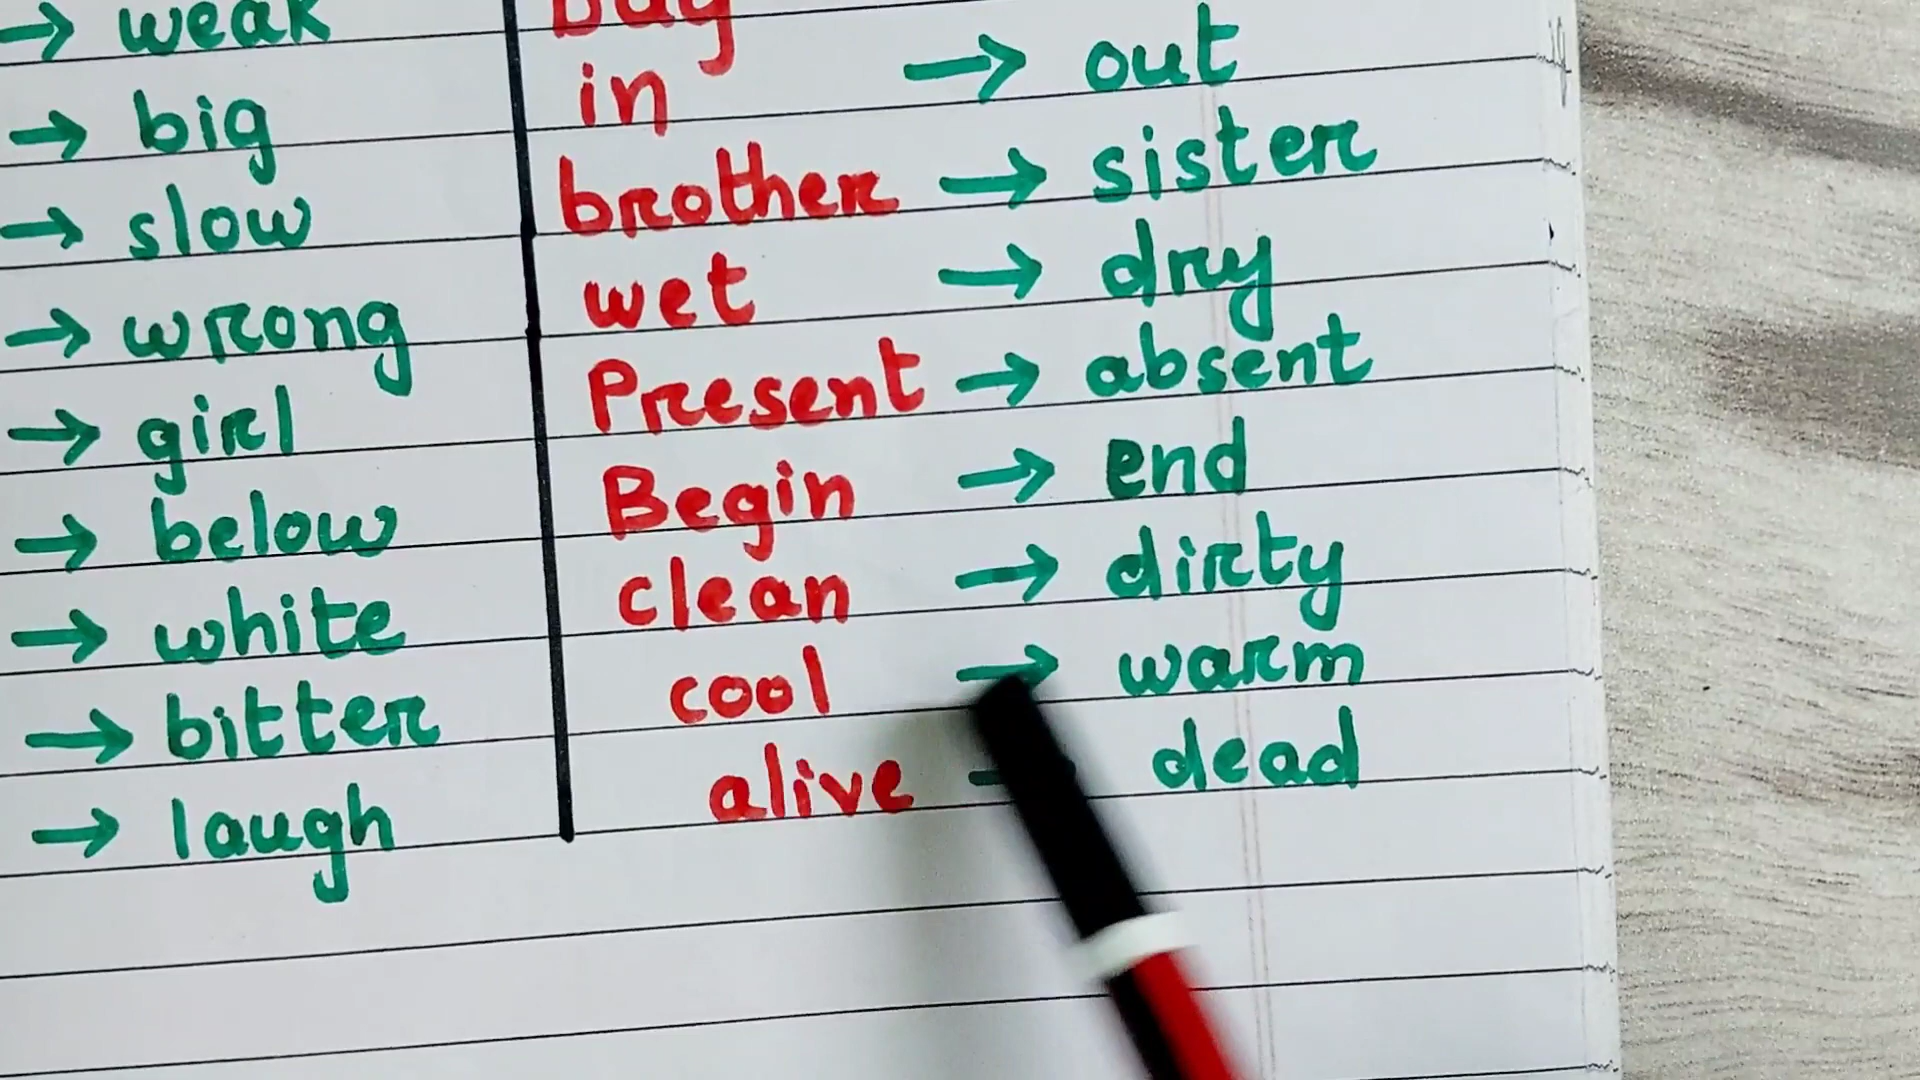 → weak
→ big
→ slow
→ wrong
→ girl
→ below
→ white
→ bitter
→ laugh
in → out
brother → sister
wet → dry
Present → absent
Begin → end
clean → dirty
cool → warm
alive → dead